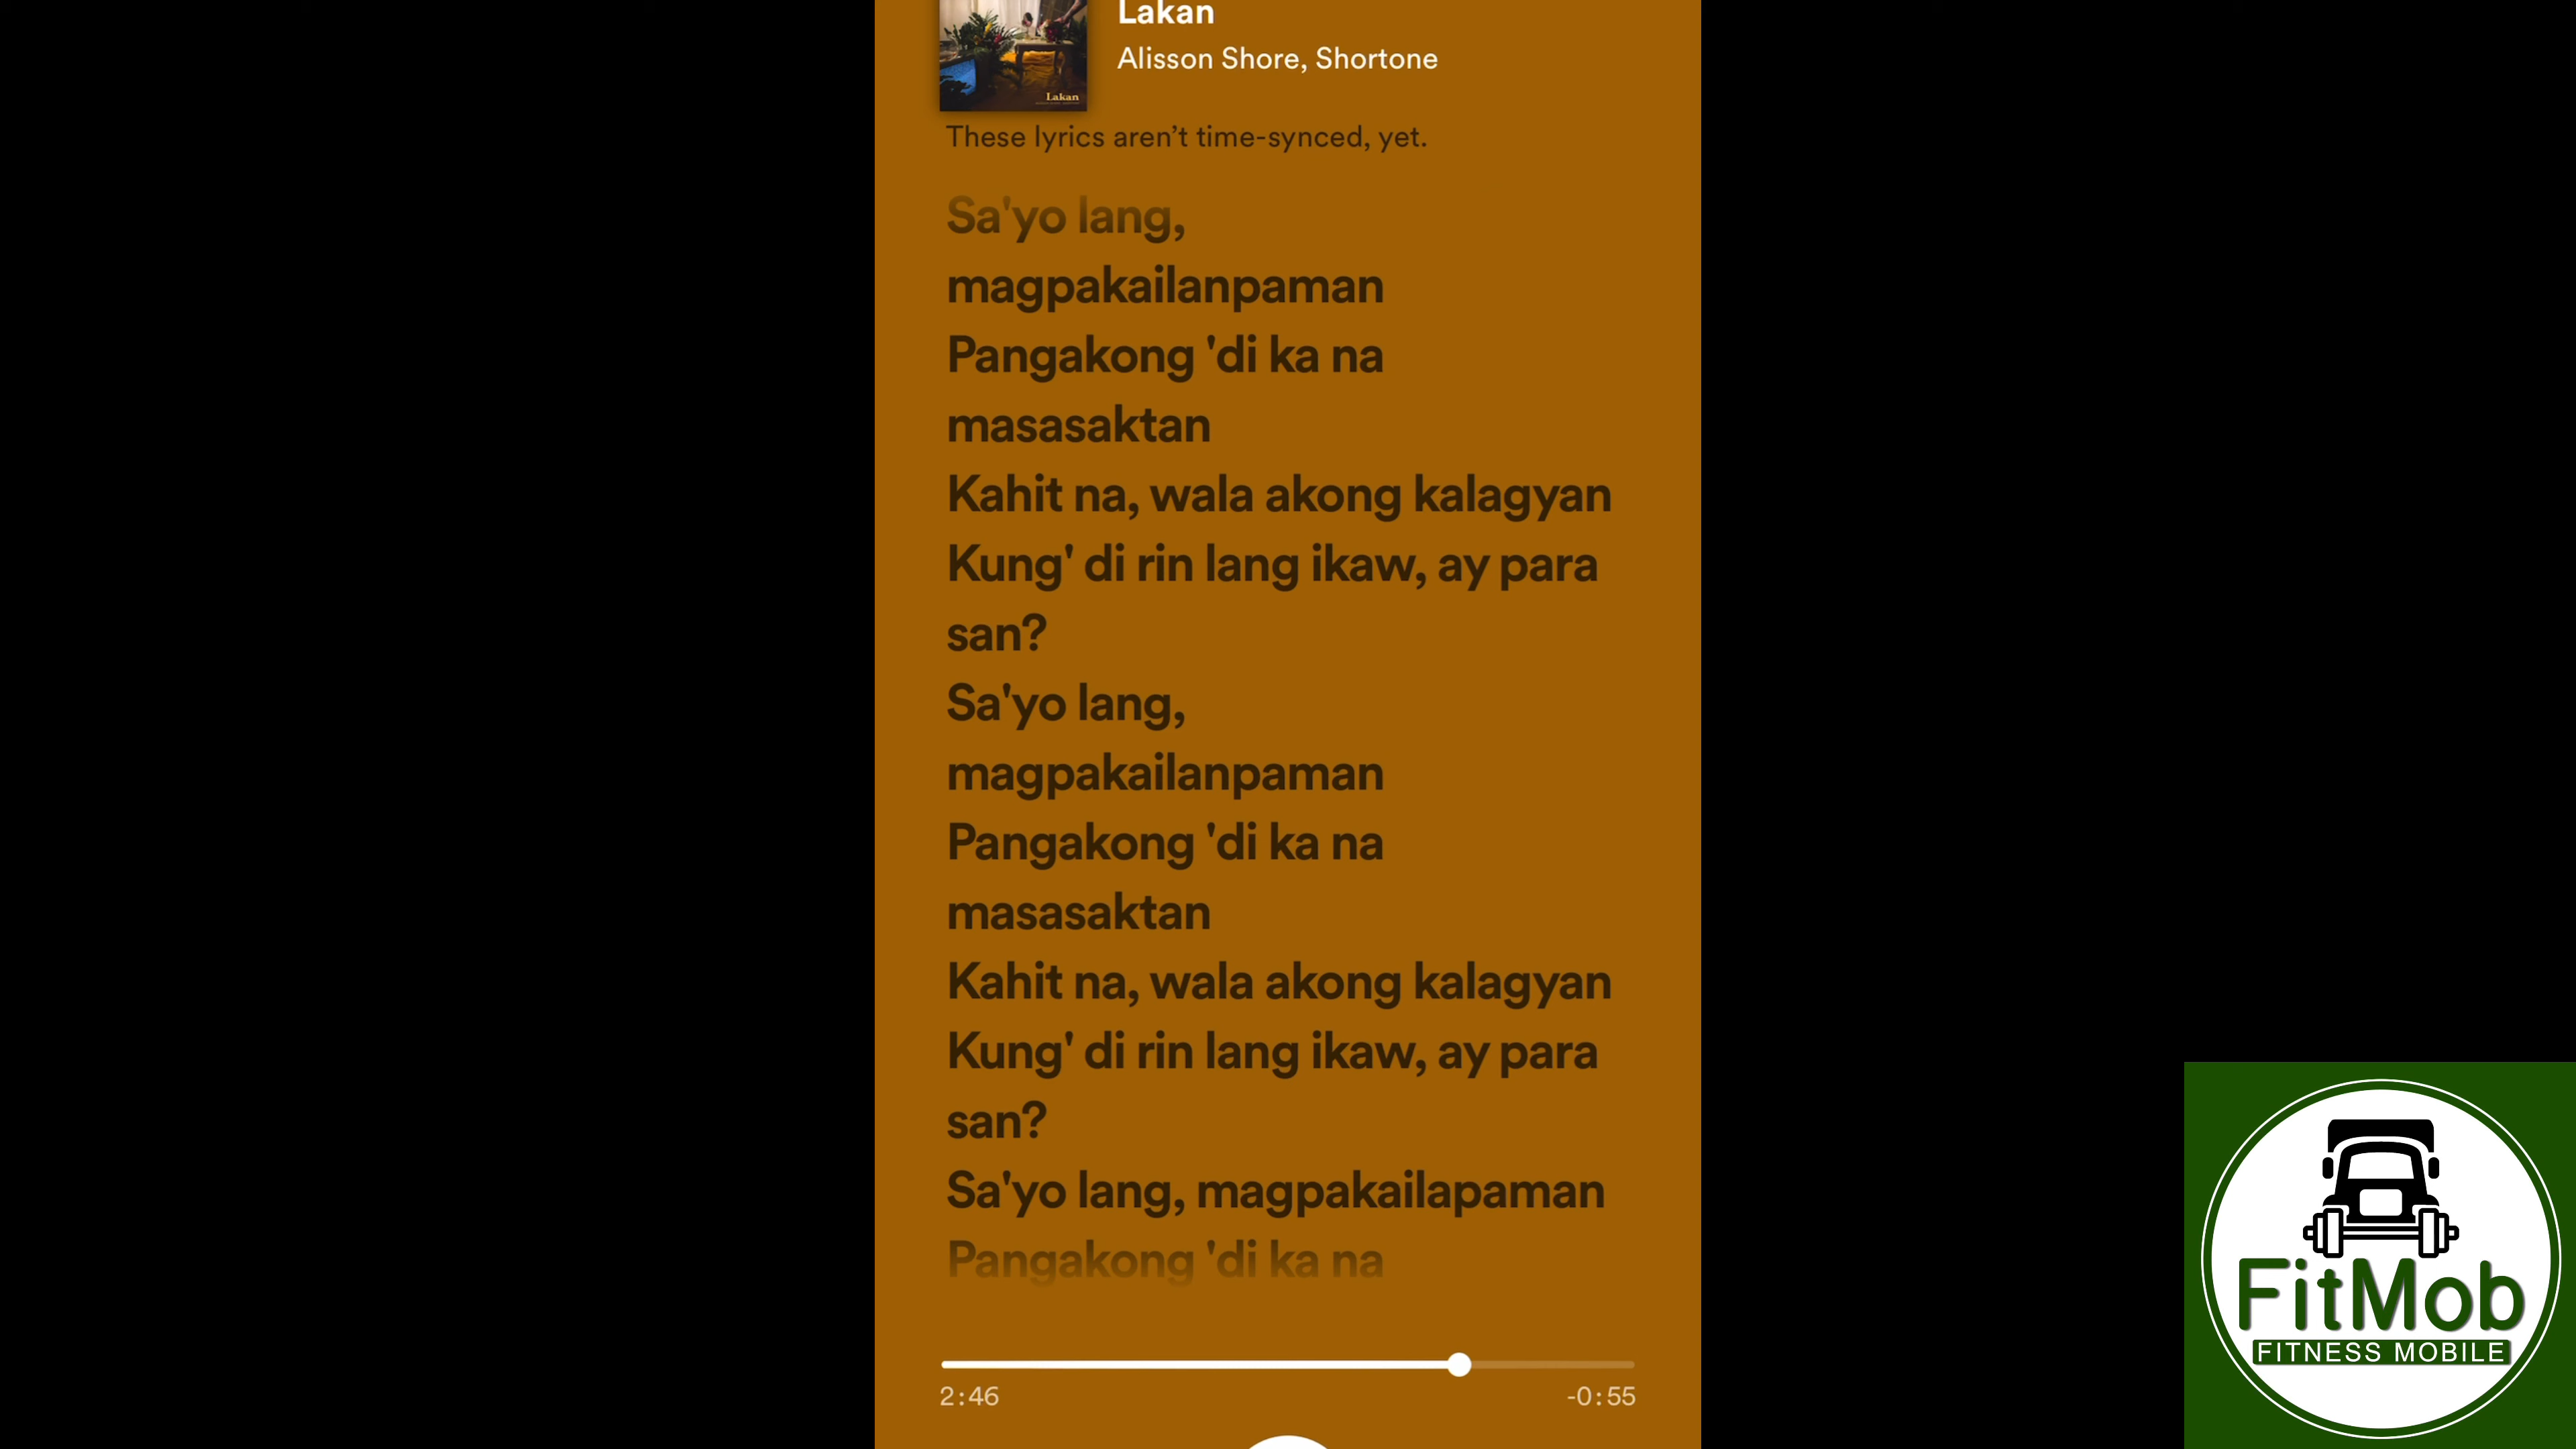 Lakan
Alisson Shore, Shortone
Lakan
These lyrics aren’t time-synced, yet.
Sa'yo lang,
magpakailanpaman
Pangakong 'di ka na
masasaktan
Kahit na, wala akong kalagyan
Kung' di rin lang ikaw, ay para
san?
Sa'yo lang,
magpakailanpaman
Pangakong 'di ka na
masasaktan
Kahit na, wala akong kalagyan
Kung' di rin lang ikaw, ay para
san?
Sa'yo lang, magpakailapaman
Pangakong 'di ka na
2:46
-0:55
FitMob
FITNESS MOBILE